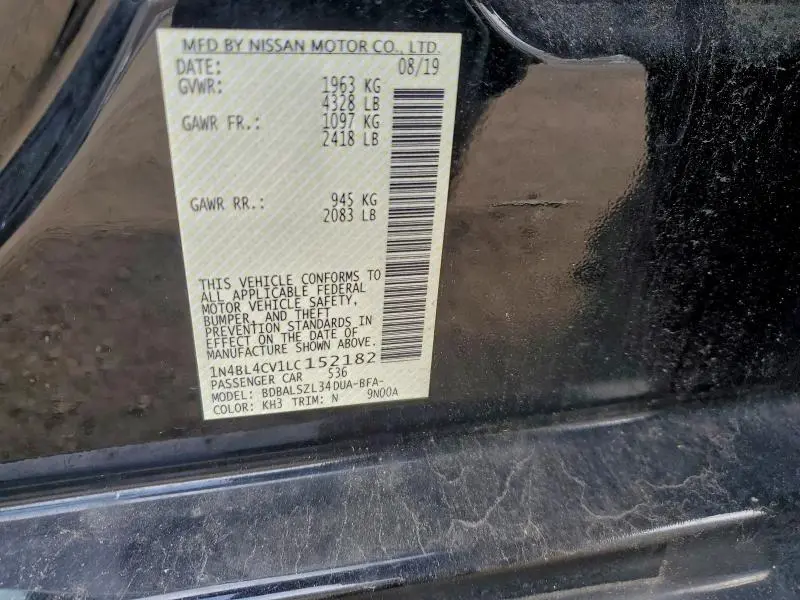 MFD BY NISSAN MOTOR CO., LTD.
DATE: 08/19
GVWR: 1963 KG
4328 LB
GAWR FR.: 1097 KG
2418 LB
GAWR RR.: 945 KG
2083 LB
THIS VEHICLE CONFORMS TO
ALL APPLICABLE FEDERAL
MOTOR VEHICLE SAFETY,
BUMPER, AND THEFT
PREVENTION STANDARDS IN
EFFECT ON THE DATE OF
MANUFACTURE SHOWN ABOVE.
1N4BL4CV1LC152182
PASSENGER CAR 536
MODEL: BDBALSZL34DUA-BFA-
COLOR: KH3 TRIM: N 9N00A